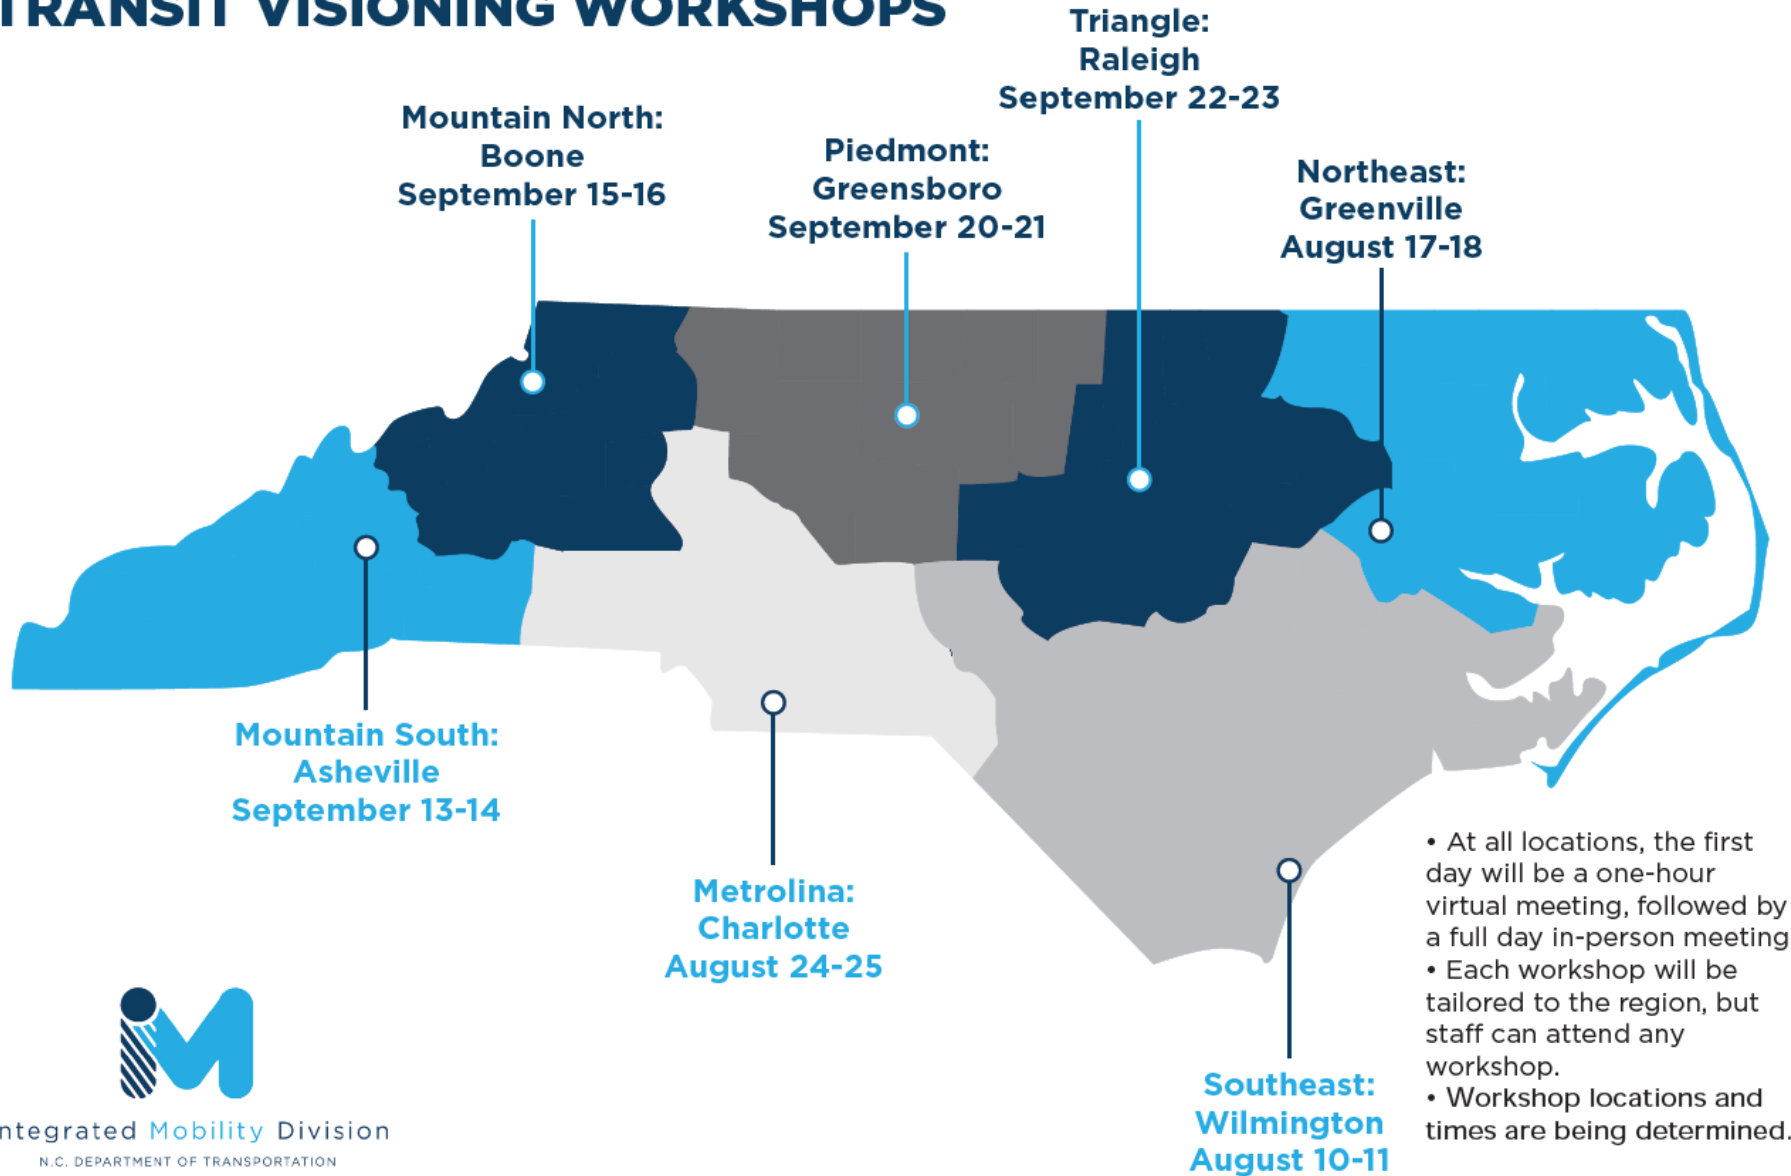 TRANSIT VISIONING WORKSHOPS
Triangle:
Raleigh
September 22-23
Mountain North:
Boone
September 15-16
Piedmont:
Greensboro
September 20-21
Northeast:
Greenville
August 17-18
Mountain South:
Asheville
September 13-14
Metrolina:
Charlotte
August 24-25
Southeast:
Wilmington
August 10-11
• At all locations, the first
day will be a one-hour
virtual meeting, followed by
a full day in-person meeting
• Each workshop will be
tailored to the region, but
staff can attend any
workshop.
• Workshop locations and
times are being determined.
iM
ntegrated Mobility Division
N.C. DEPARTMENT OF TRANSPORTATION